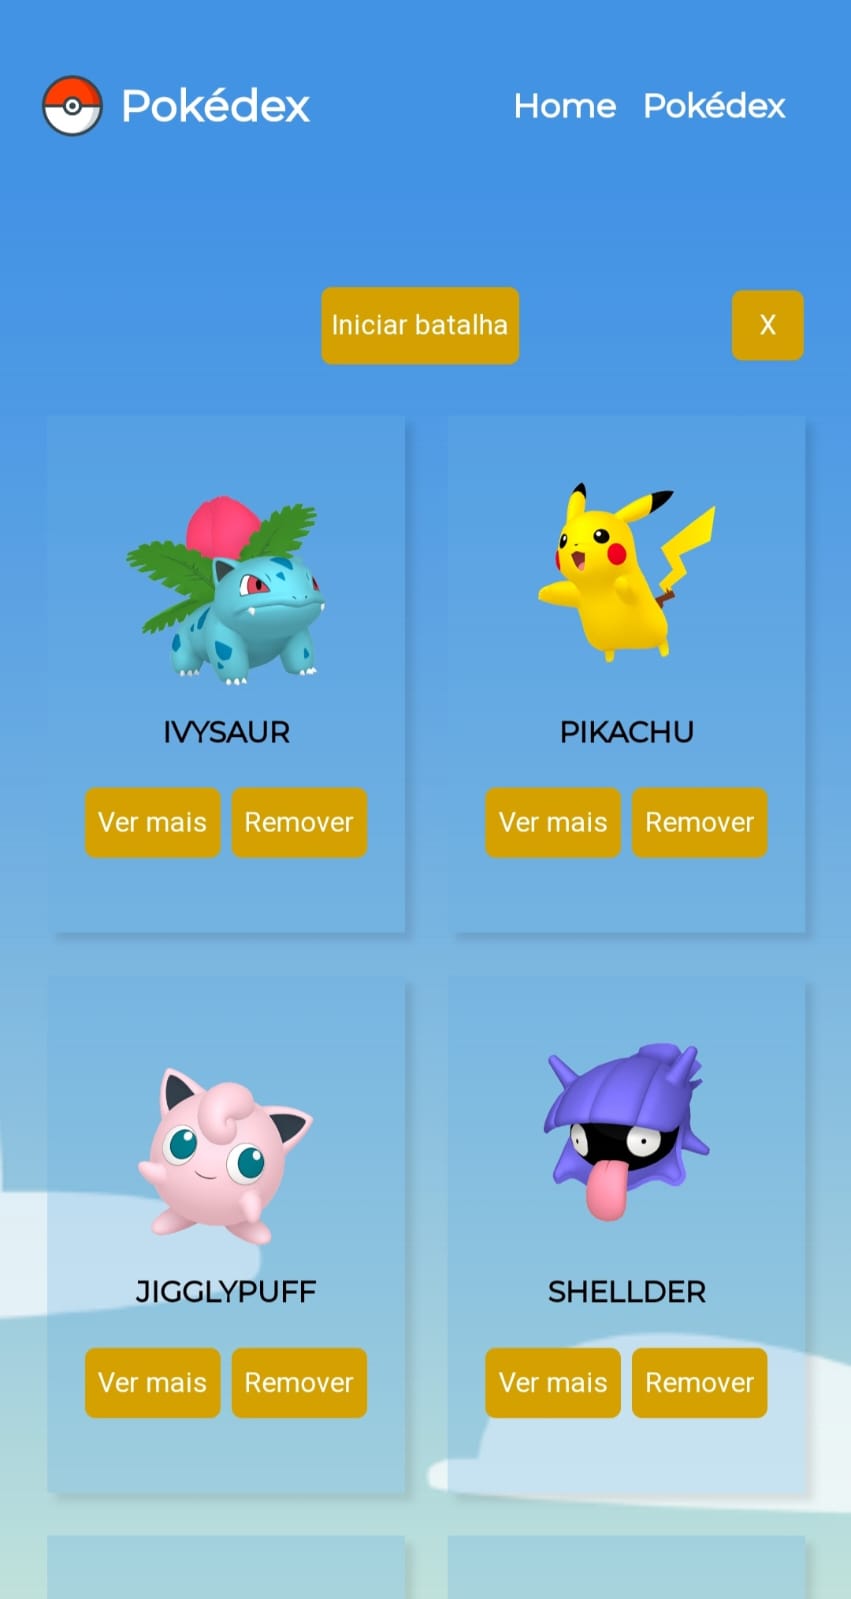 Pokédex
Home Pokédex
Iniciar batalha
X
IVYSAUR
Ver mais Remover
PIKACHU
Ver mais Remover
JIGGLYPUFF
Ver mais Remover
SHELLDER
Ver mais Remover